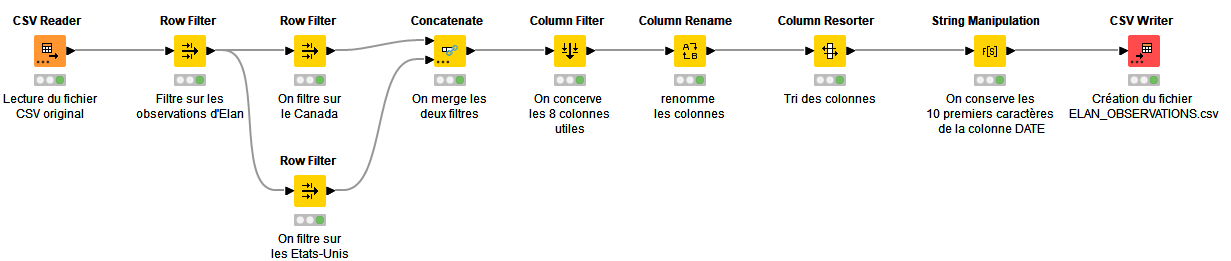 CSV Reader
Lecture du fichier
CSV original
Row Filter
Filtre sur les
observations d'Elan
Row Filter
On filtre sur
le Canada
Row Filter
On filtre sur
les Etats-Unis
Concatenate
On merge les
deux filtres
Column Filter
On concerve
les 8 colonnes
utiles
Column Rename
A
B
renomme
les colonnes
Column Resorter
Tri des colonnes
String Manipulation
F[S]
On conserve les
10 premiers caractères
de la colonne DATE
CSV Writer
Création du fichier
ELAN_OBSERVATIONS.csv